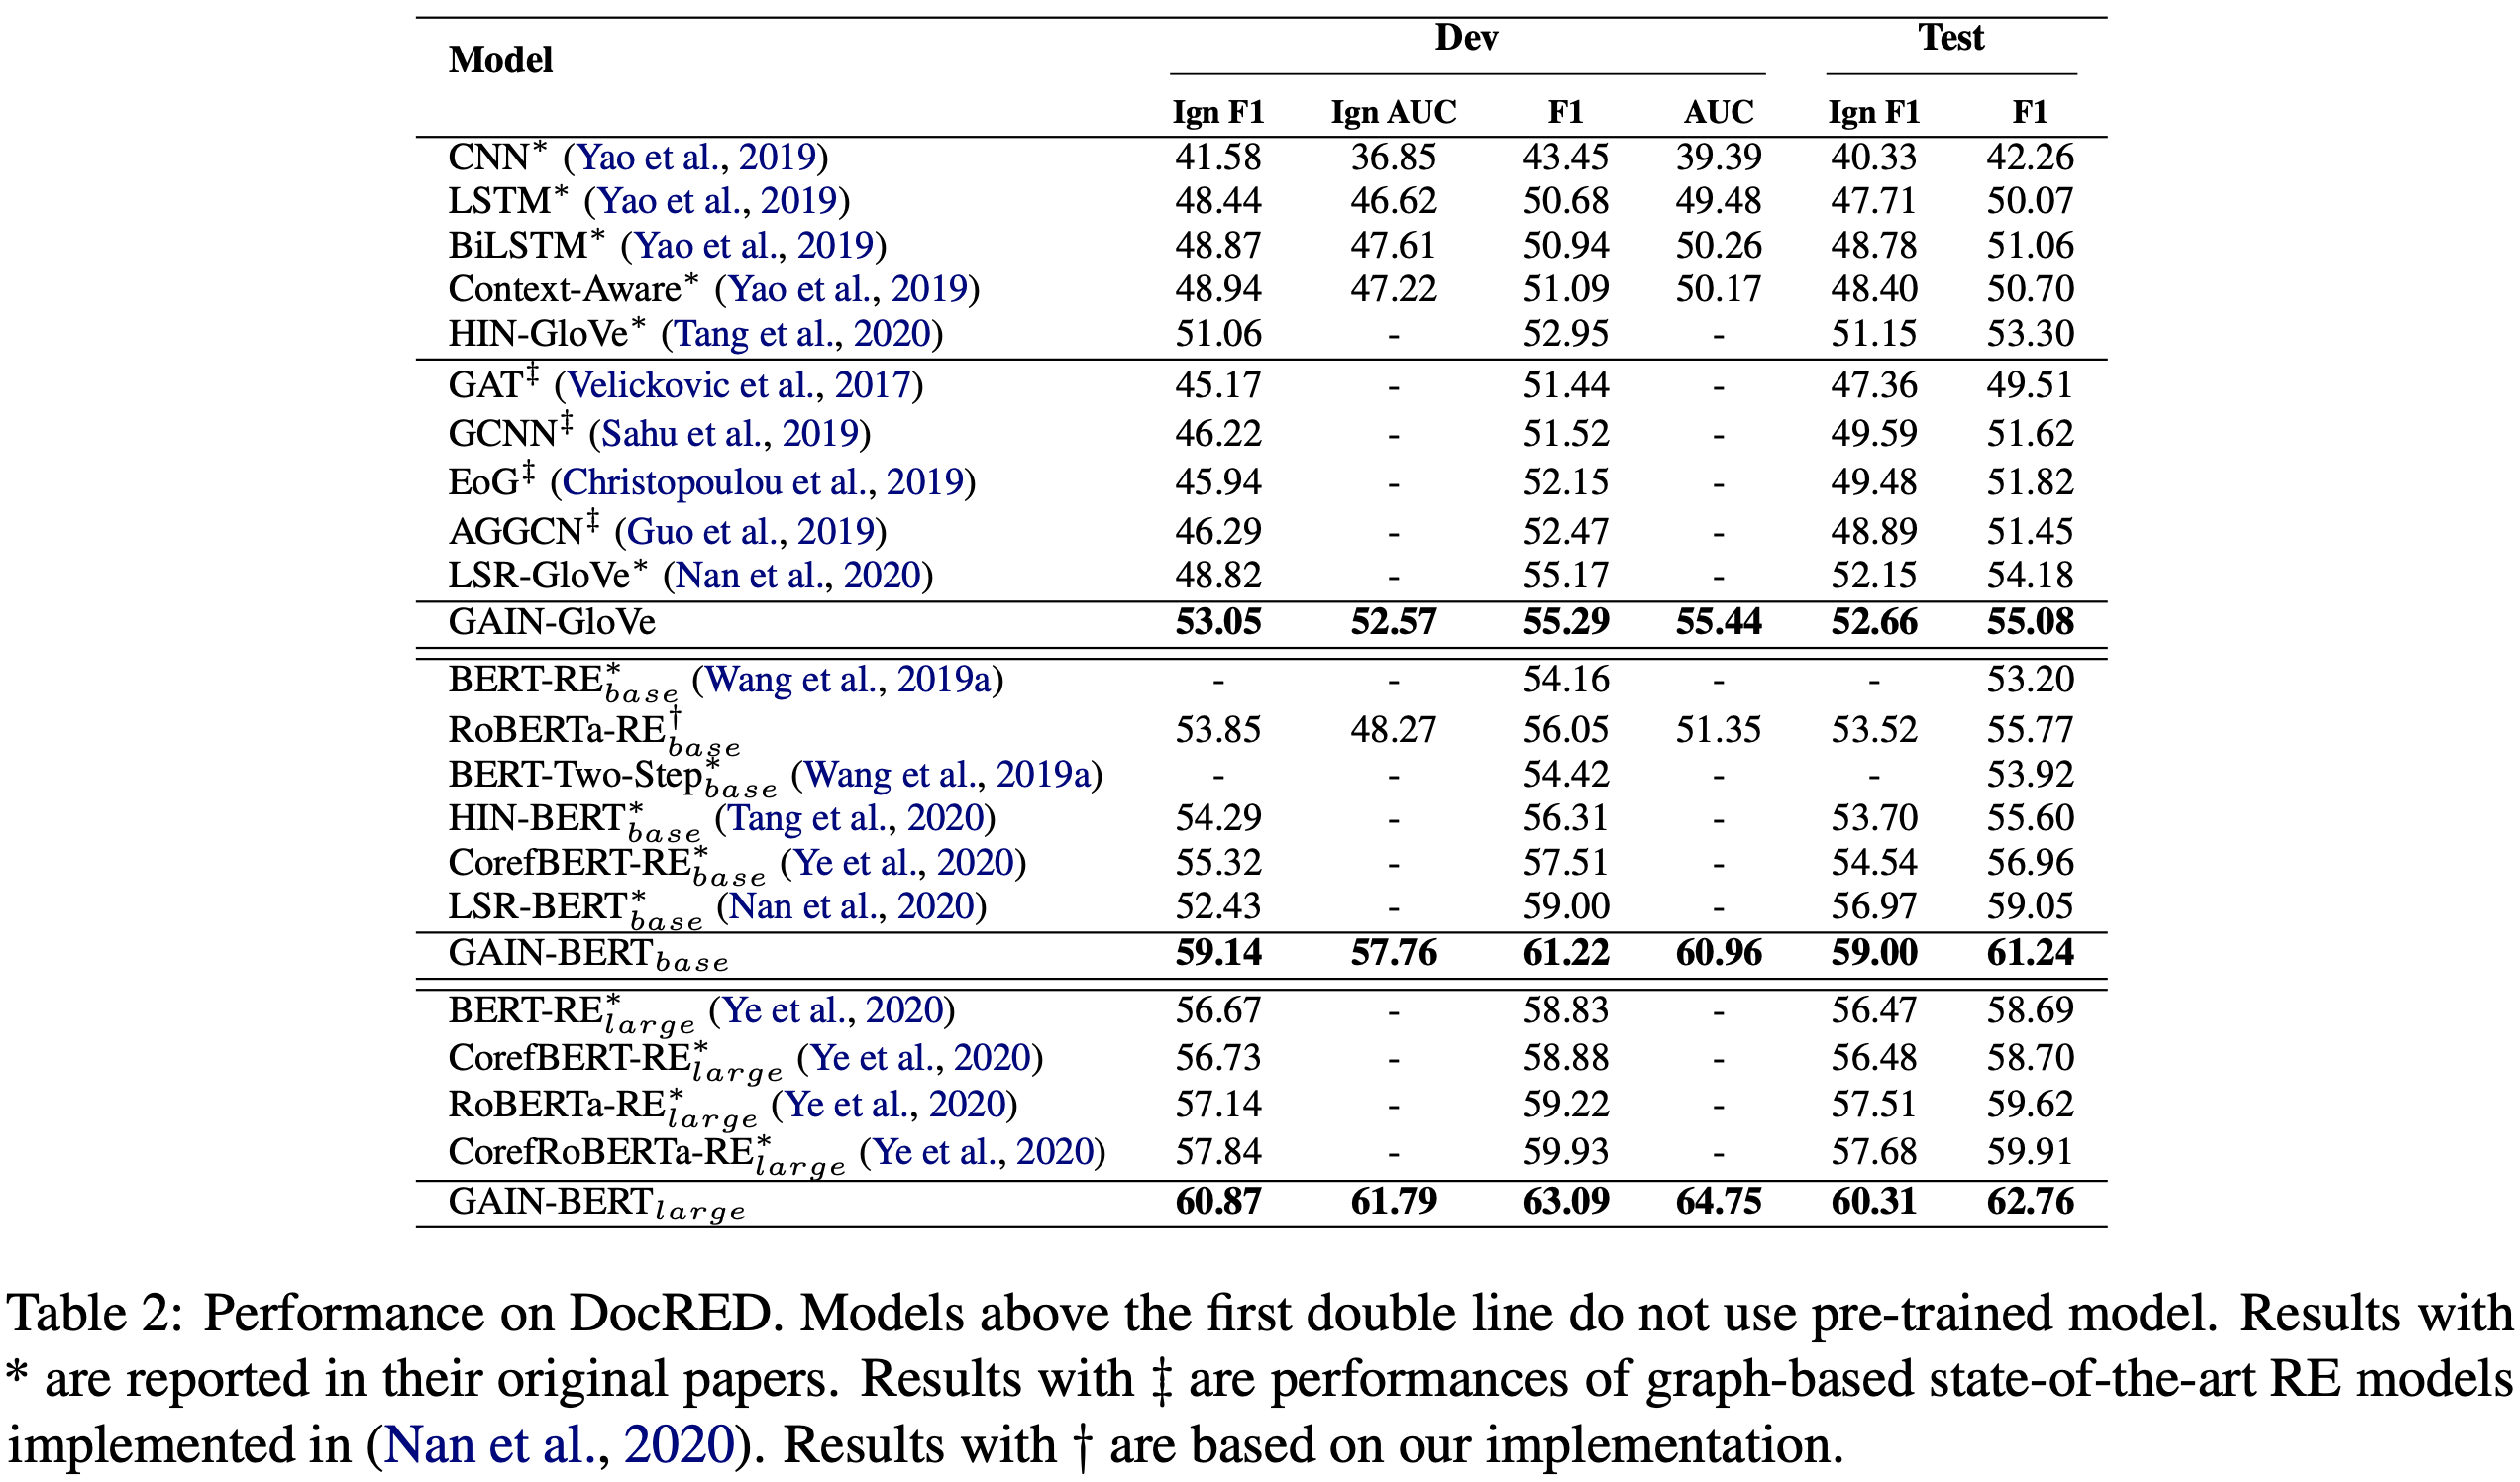 Model Dev Test
Ign F1 Ign AUC F1 AUC Ign F1 F1
CNN* (Yao et al., 2019) 41.58 36.85 43.45 39.39 40.33 42.26
LSTM* (Yao et al., 2019) 48.44 46.62 50.68 49.48 47.71 50.07
BiLSTM* (Yao et al., 2019) 48.87 47.61 50.94 50.26 48.78 51.06
Context-Aware* (Yao et al., 2019) 48.94 47.22 51.09 50.17 48.40 50.70
HIN-GloVe* (Tang et al., 2020) 51.06 - 52.95 - 51.15 53.30
GAT‡ (Velickovic et al., 2017) 45.17 - 51.44 - 47.36 49.51
GCNN‡ (Sahu et al., 2019) 46.22 - 51.52 - 49.59 51.62
EoG‡ (Christopoulou et al., 2019) 45.94 - 52.15 - 49.48 51.82
AGGCN‡ (Guo et al., 2019) 46.29 - 52.47 - 48.89 51.45
LSR-GloVe* (Nan et al., 2020) 48.82 - 55.17 - 52.15 54.18
GAIN-GloVe 53.05 52.57 55.29 55.44 52.66 55.08
BERT-RE*base (Wang et al., 2019a) - - 54.16 - - 53.20
RoBERTa-RE†base 53.85 48.27 56.05 51.35 53.52 55.77
BERT-Two-Step*base (Wang et al., 2019a) - - 54.42 - - 53.92
HIN-BERT*base (Tang et al., 2020) 54.29 - 56.31 - 53.70 55.60
CorefBERT-RE*base (Ye et al., 2020) 55.32 - 57.51 - 54.54 56.96
LSR-BERT*base (Nan et al., 2020) 52.43 - 59.00 - 56.97 59.05
GAIN-BERTbase 59.14 57.76 61.22 60.96 59.00 61.24
BERT-RE*large (Ye et al., 2020) 56.67 - 58.83 - 56.47 58.69
CorefBERT-RE*large (Ye et al., 2020) 56.73 - 58.88 - 56.48 58.70
RoBERTa-RE*large (Ye et al., 2020) 57.14 - 59.22 - 57.51 59.62
CorefRoBERTa-RE*large (Ye et al., 2020) 57.84 - 59.93 - 57.68 59.91
GAIN-BERTlarge 60.87 61.79 63.09 64.75 60.31 62.76
Table 2: Performance on DocRED. Models above the first double line do not use pre-trained model. Results with
* are reported in their original papers. Results with ‡ are performances of graph-based state-of-the-art RE models
implemented in (Nan et al., 2020). Results with † are based on our implementation.